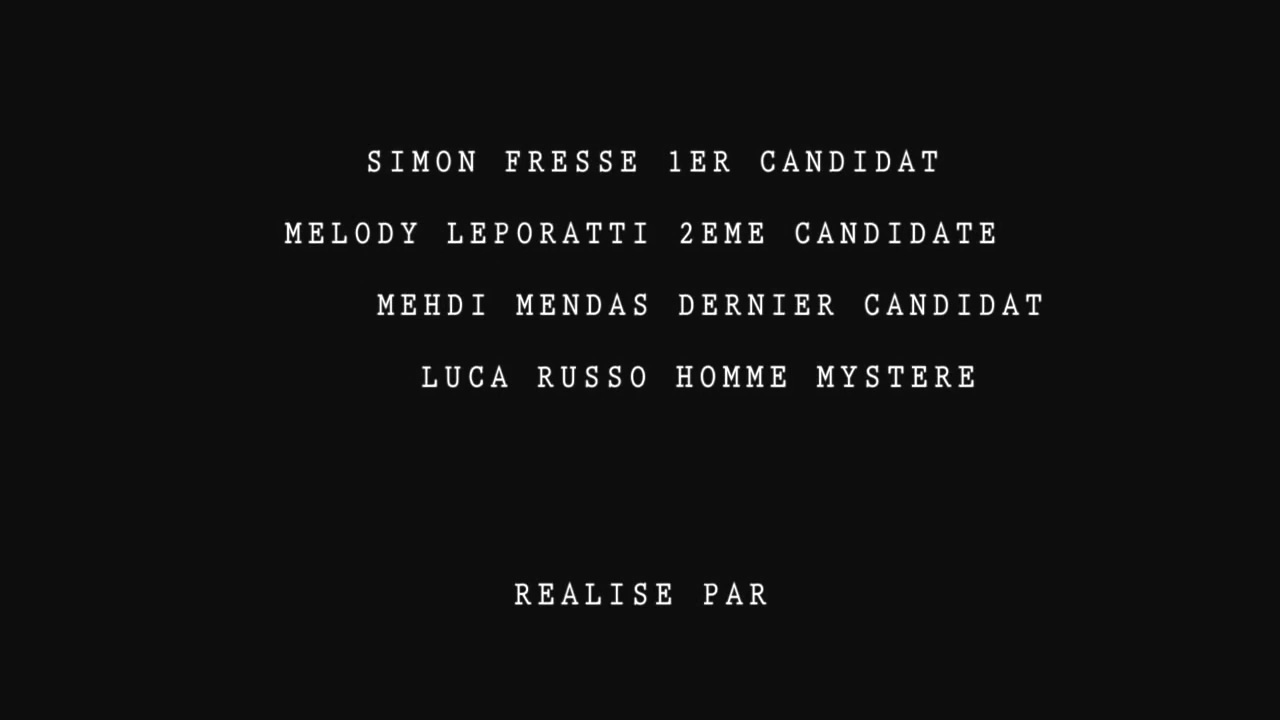 SIMON FRESSE 1ER CANDIDAT
MELODY LEPORATTI 2EME CANDIDATE
MEHDI MENDAS DERNIER CANDIDAT
LUCA RUSSO HOMME MYSTERE
REALISE PAR